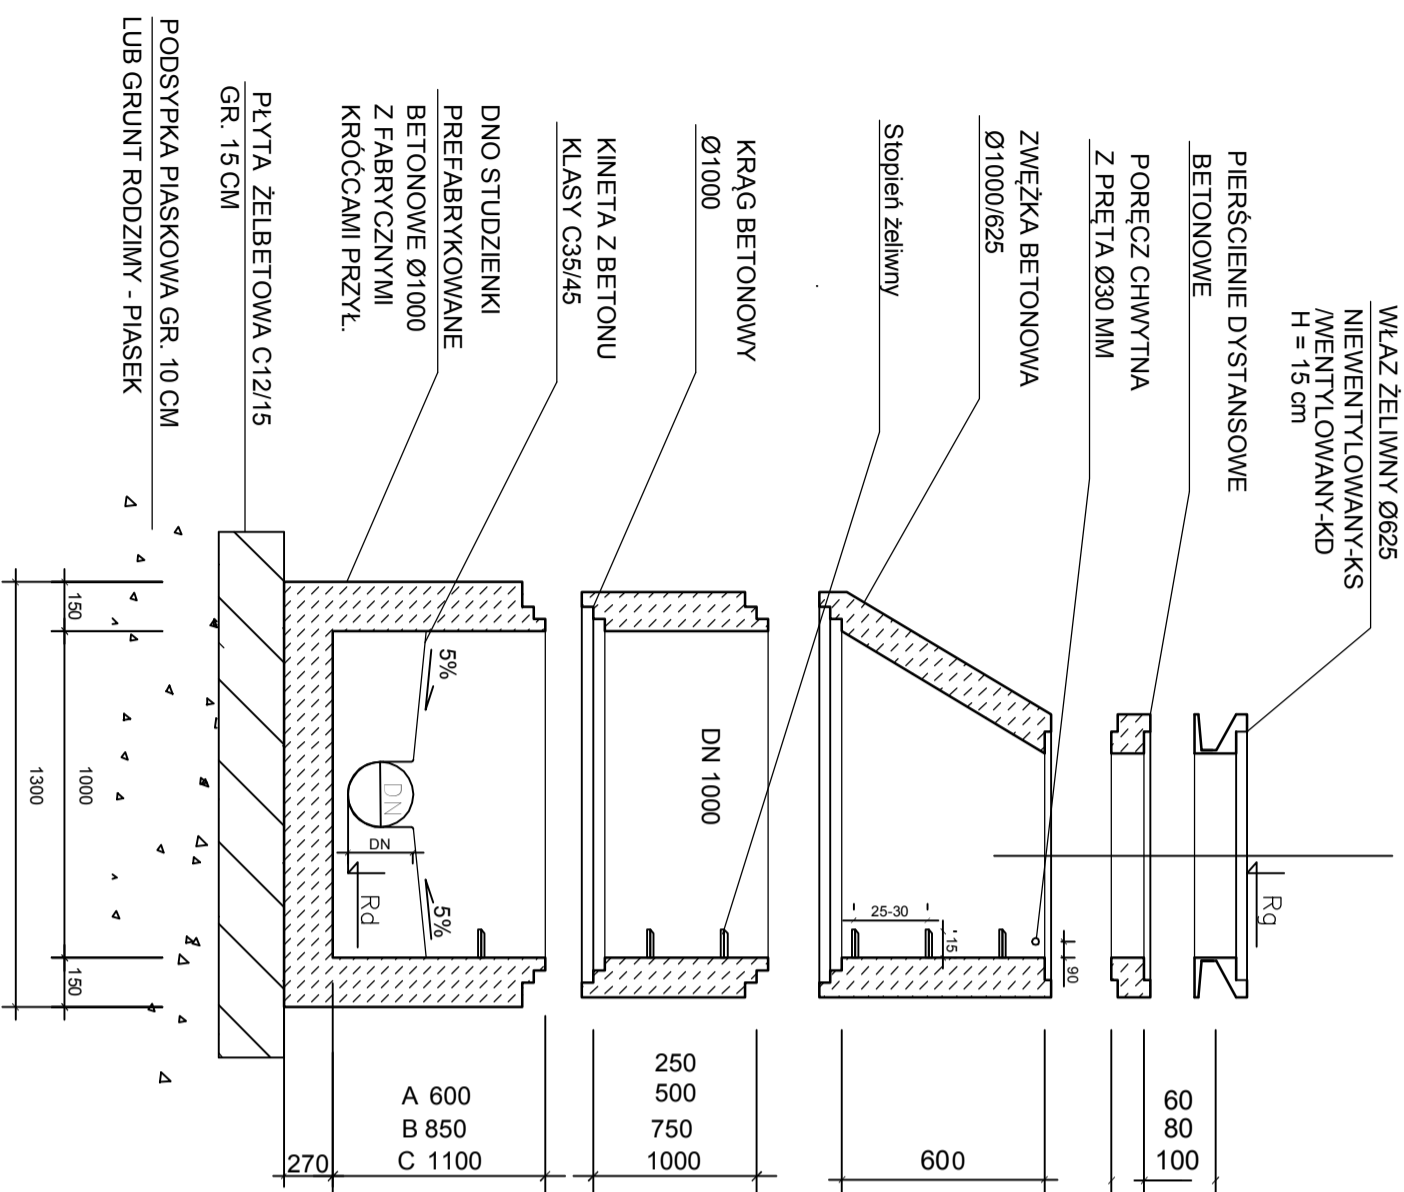 WŁAZ ŻELIWNY Ø625
NIEWENTYLOWANY-KS
/WENTYLOWANY-KD
H = 15 cm
PIERŚCIENIE DYSTANSOWE
BETONOWE
PORĘCZ CHWYTNA
Z PRĘTA Ø30 MM
ZWĘŻKA BETONOWA
Ø1000/625
Stopień żeliwny
KRĄG BETONOWY
Ø1000
KINETA Z BETONU
KLASY C35/45
DNO STUDZIENKI
PREFABRYKOWANE
BETONOWE Ø1000
Z FABRYCZNYMI
KRÓĆCAMI PRZYŁ.
PŁYTA ŻELBETOWA C12/15
GR. 15 CM
PODSYPKA PIASKOWA GR. 10 CM
LUB GRUNT RODZIMY - PIASEK
Rg
90
25-30
15
DN 1000
5%
DN
DN
Rd
5%
150
1000
150
1300
60
80
100
600
250
500
750
1000
A 600
B 850
C 1100
270